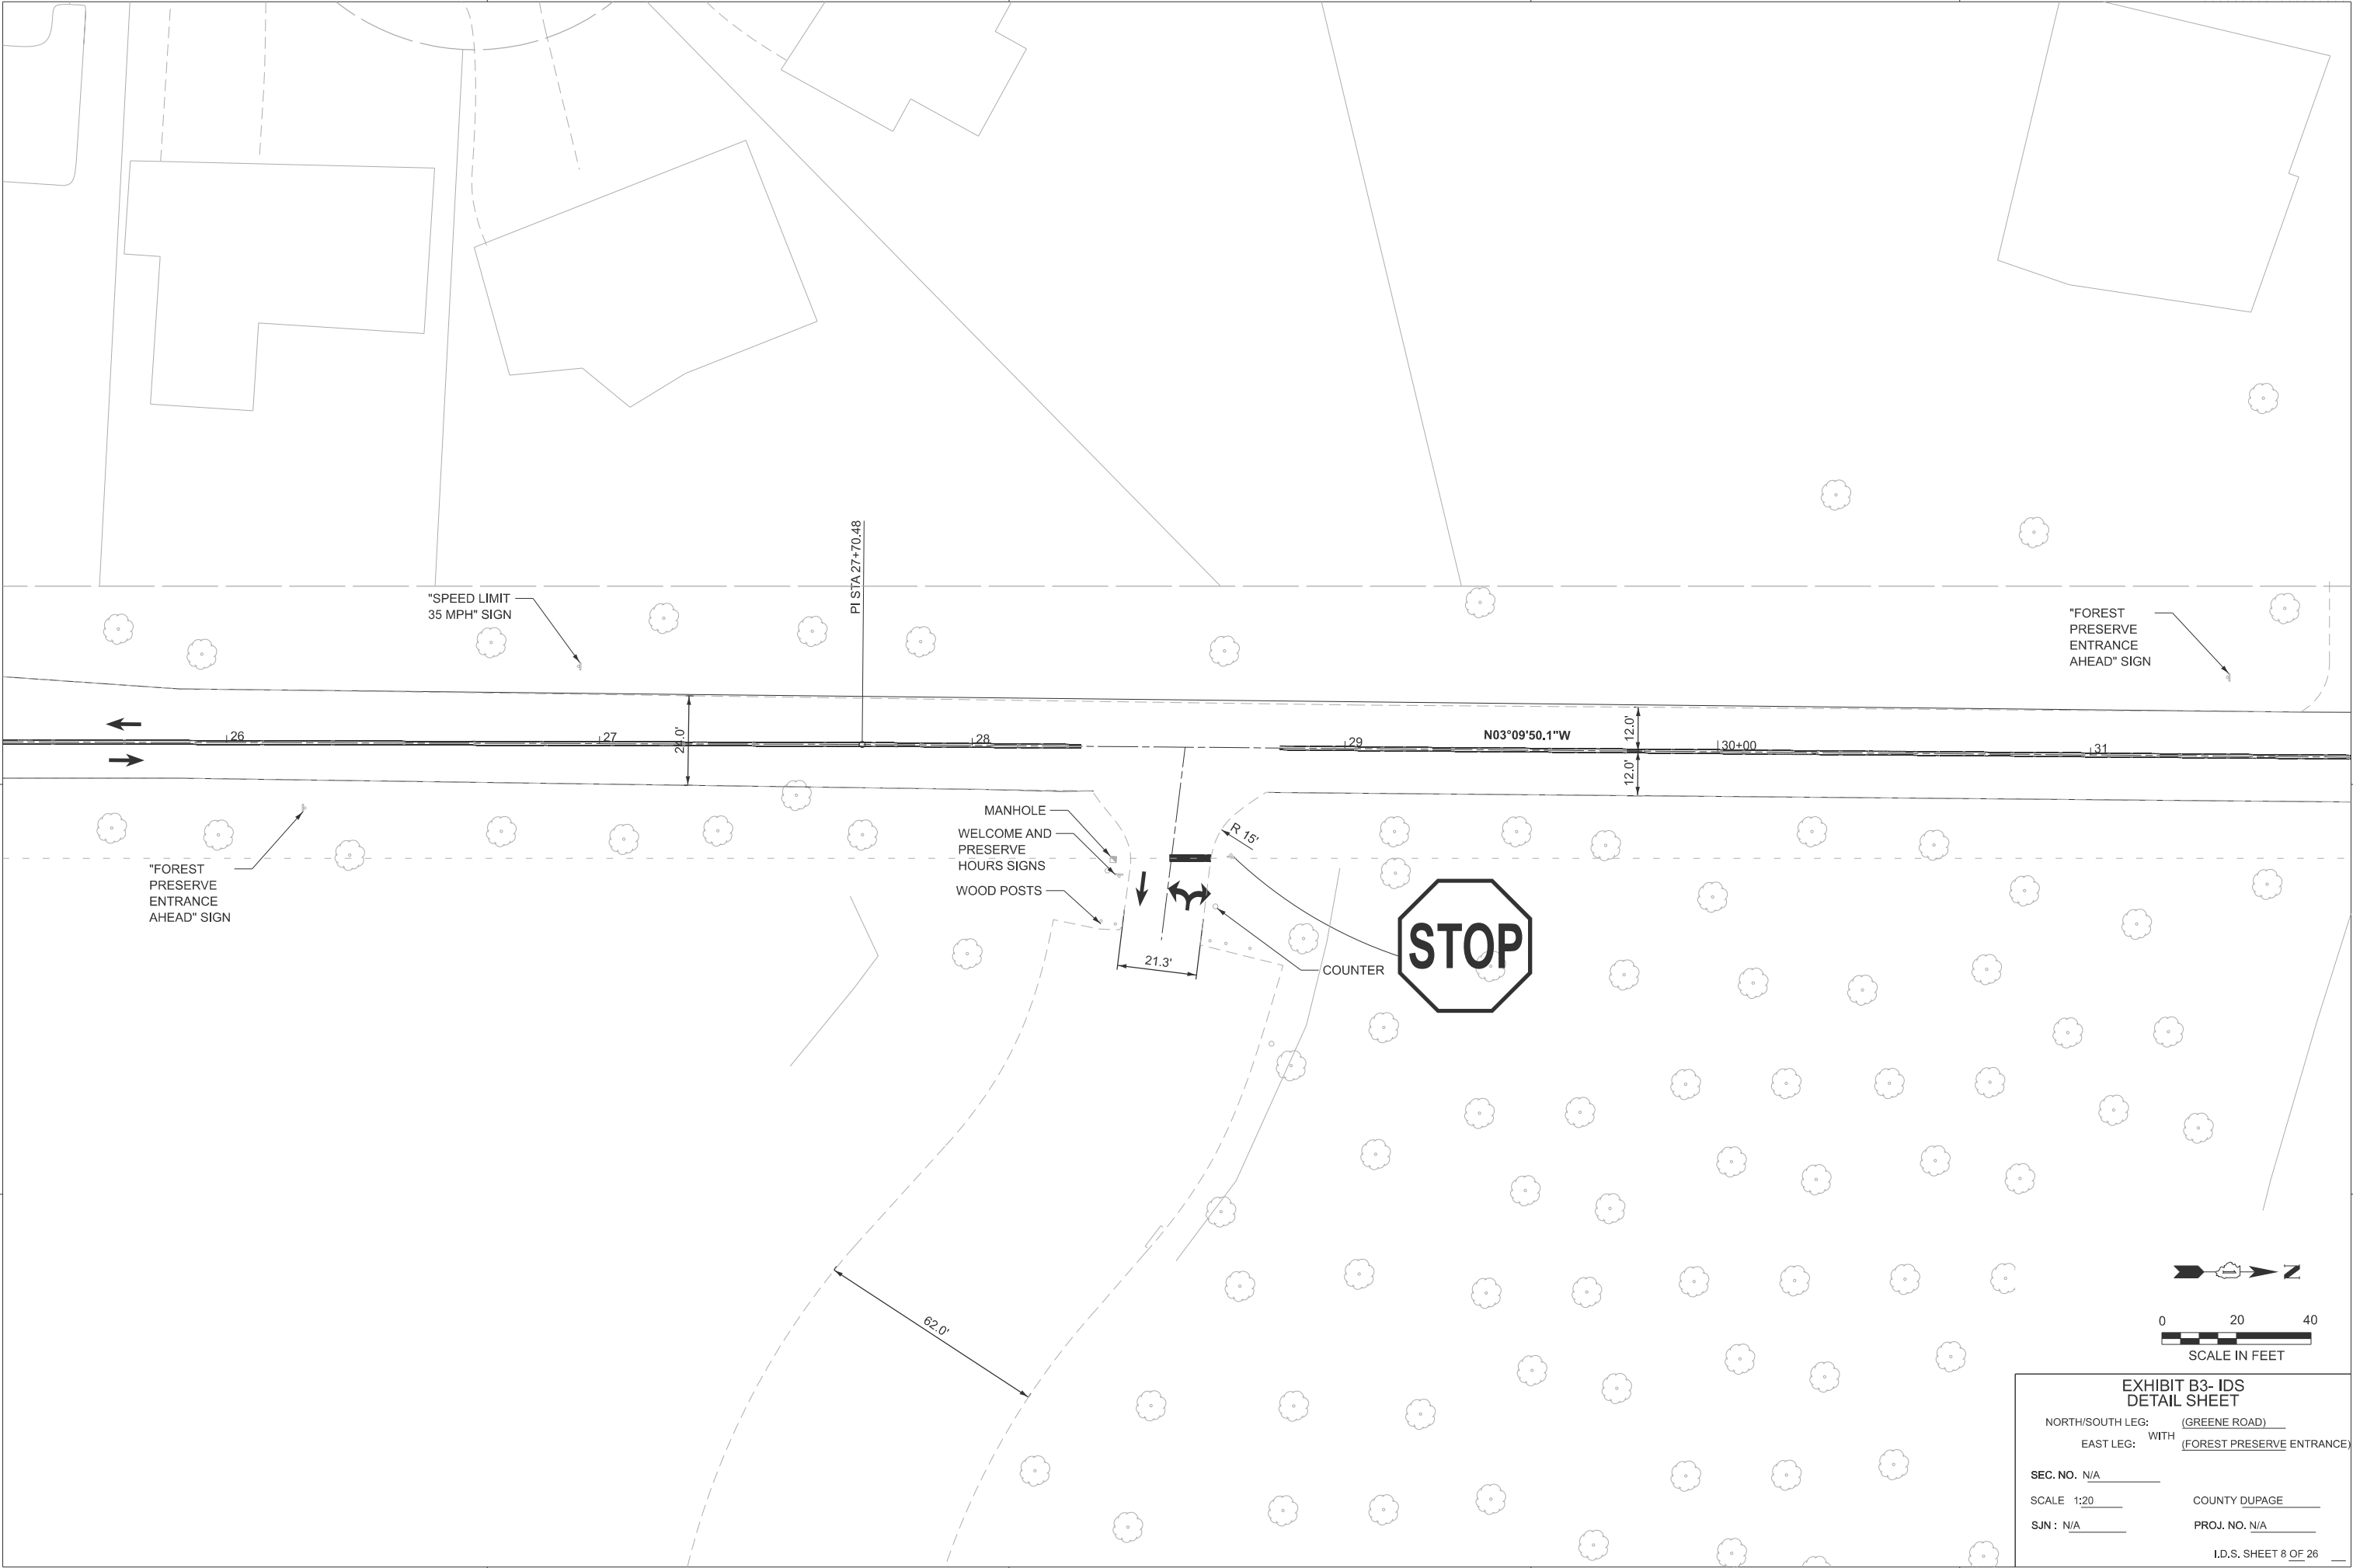 "SPEED LIMIT
35 MPH" SIGN
PI STA 27+70.48
"FOREST
PRESERVE
ENTRANCE
AHEAD" SIGN
26
27
24.0'
28
29
N03°09'50.1"W
12.0'
12.0'
30+00
31
"FOREST
PRESERVE
ENTRANCE
AHEAD" SIGN
MANHOLE
WELCOME AND
PRESERVE
HOURS SIGNS
WOOD POSTS
R 15'
21.3'
COUNTER
STOP
62.0'
N
0 20 40
SCALE IN FEET
EXHIBIT B3- IDS
DETAIL SHEET
NORTH/SOUTH LEG: (GREENE ROAD)
WITH
EAST LEG: (FOREST PRESERVE ENTRANCE)
SEC. NO. N/A
SCALE 1:20 COUNTY DUPAGE
SJN : N/A PROJ. NO. N/A
I.D.S. SHEET 8 OF 26